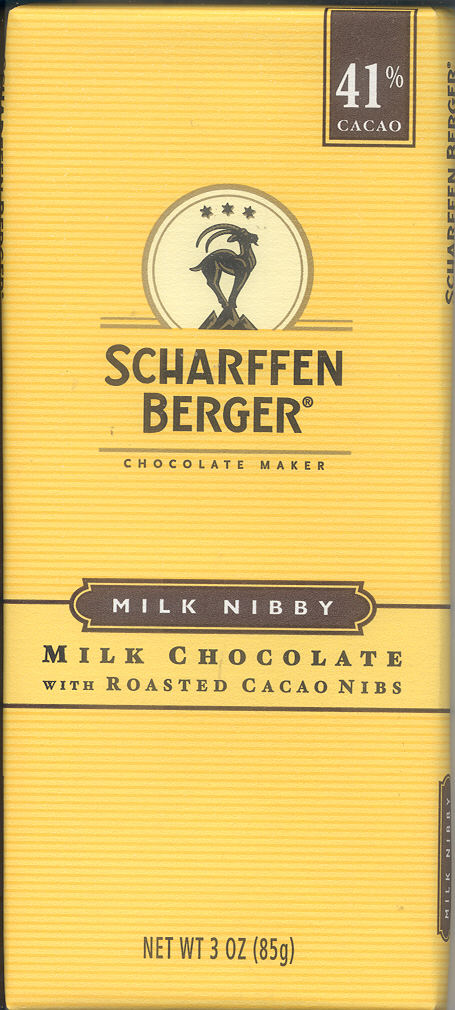 41%
CACAO
SCHARFFEN
BERGER®
CHOCOLATE MAKER
MILK NIBBY
MILK CHOCOLATE
WITH ROASTED CACAO NIBS
NET WT 3 OZ (85g)
SCHARFFEN BERGER®
MILK NIBBY